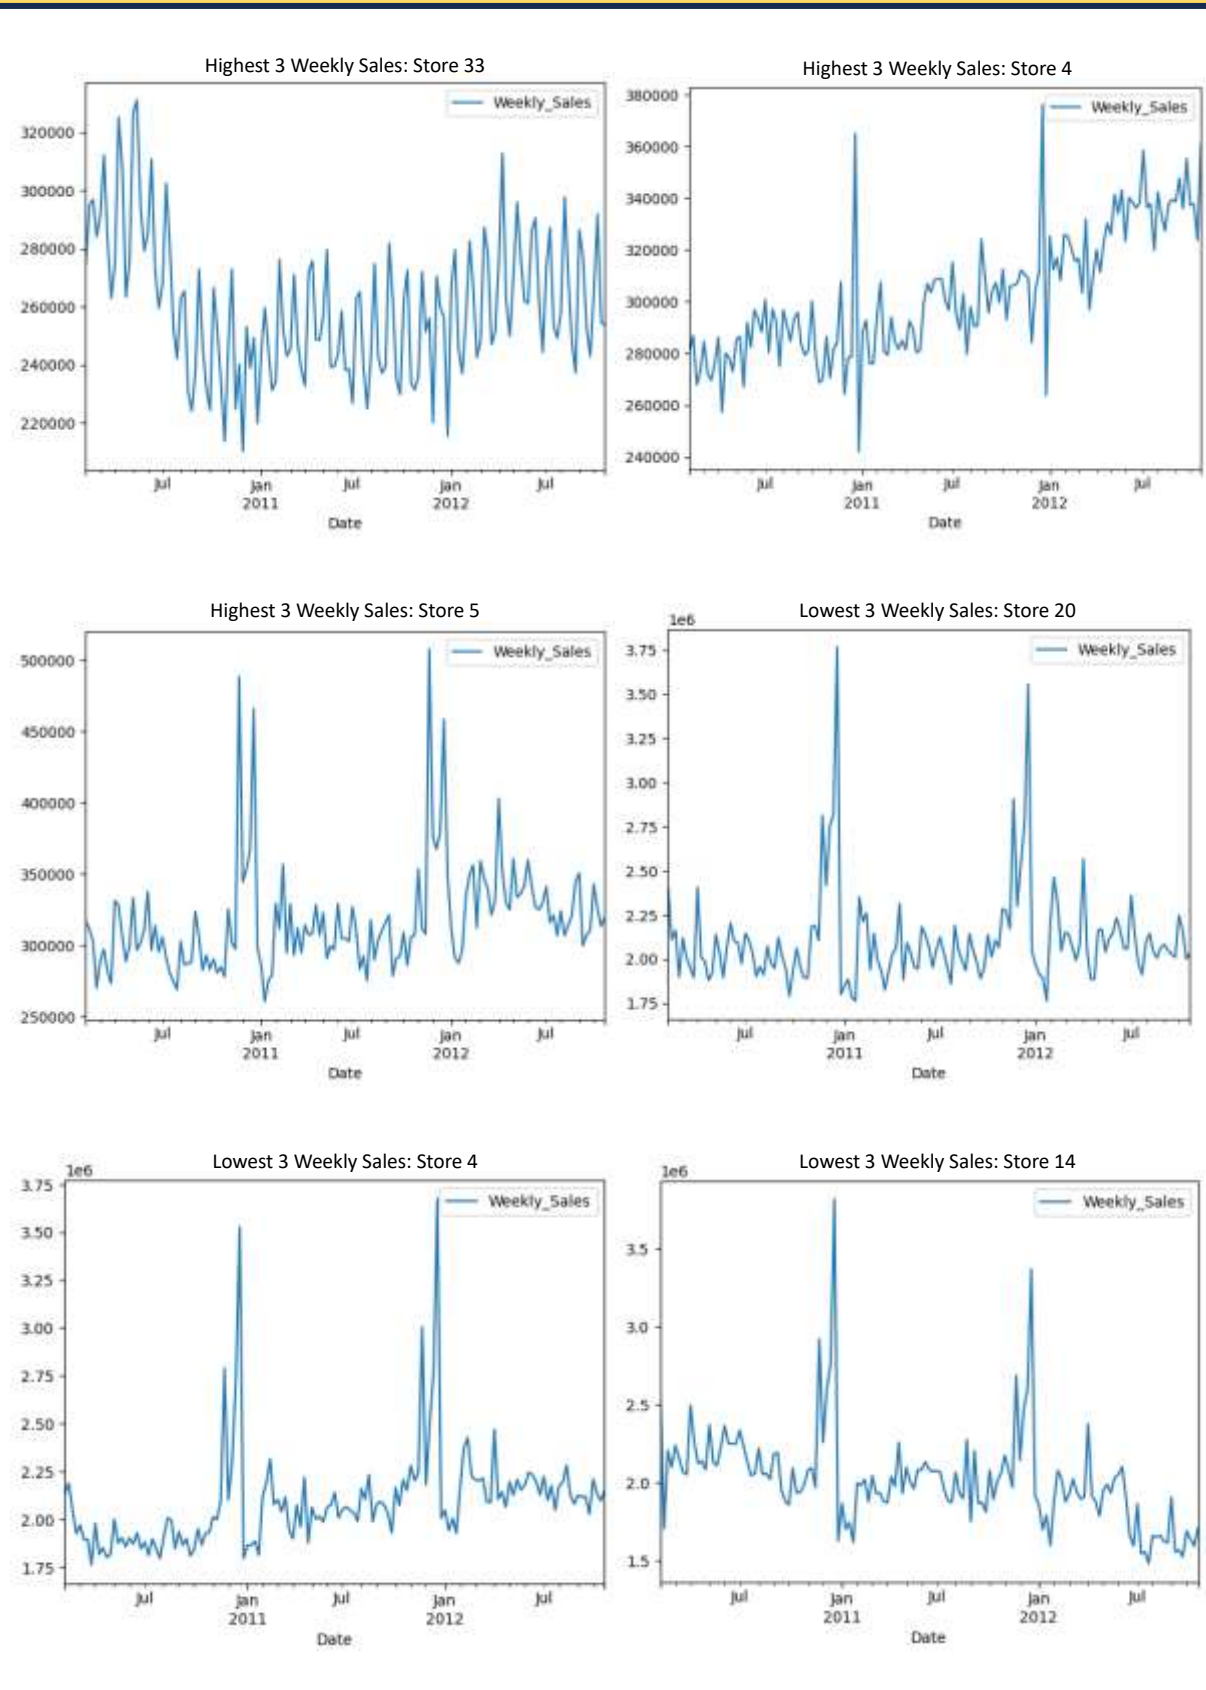 Highest 3 Weekly Sales: Store 33
Weekly_Sales
320000
300000
280000
260000
240000
220000
Jul
Jan
2011
Jul
Jan
2012
Jul
Date
Highest 3 Weekly Sales: Store 4
Weekly_Sales
380000
360000
340000
320000
300000
280000
260000
240000
Jul
Jan
2011
Jul
Jan
2012
Jul
Date
Highest 3 Weekly Sales: Store 5
Weekly_Sales
500000
450000
400000
350000
300000
250000
Jul
Jan
2011
Jul
Jan
2012
Jul
Date
Lowest 3 Weekly Sales: Store 20
1e6
Weekly_Sales
3.75
3.50
3.25
3.00
2.75
2.50
2.25
2.00
1.75
Jul
Jan
2011
Jul
Jan
2012
Jul
Date
Lowest 3 Weekly Sales: Store 4
1e6
Weekly_Sales
3.75
3.50
3.25
3.00
2.75
2.50
2.25
2.00
1.75
Jul
Jan
2011
Jul
Jan
2012
Jul
Date
Lowest 3 Weekly Sales: Store 14
1e6
Weekly_Sales
3.5
3.0
2.5
2.0
1.5
Jul
Jan
2011
Jul
Jan
2012
Jul
Date